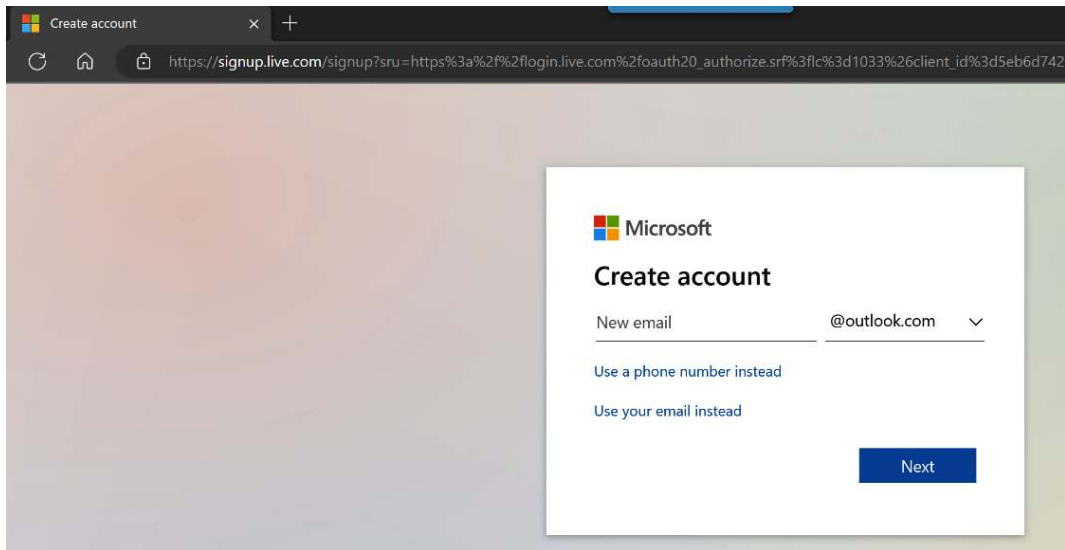 Create account
https://signup.live.com/signup?sru=https%3a%2f%2flogin.live.com%2foauth20_authorize.srf%3flc%3d1033%26client_id%3d5eb6d742
Microsoft
Create account
New email @outlook.com
Use a phone number instead
Use your email instead
Next